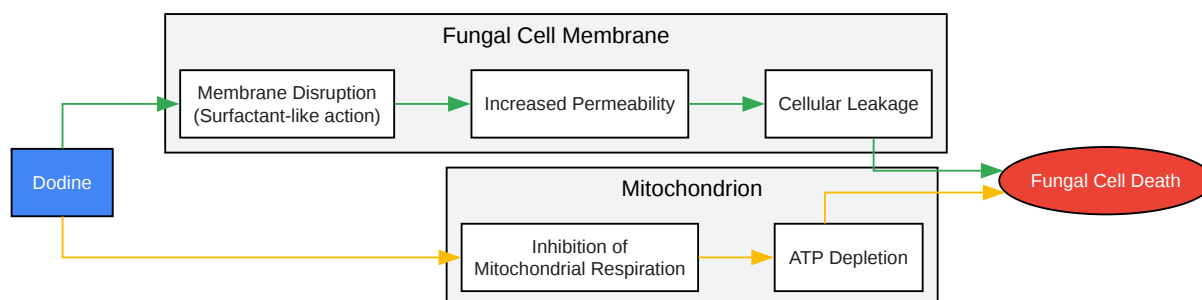 Fungal Cell Membrane
Membrane Disruption
(Surfactant-like action)
Increased Permeability
Cellular Leakage
Dodine
Fungal Cell Death
Mitochondrion
Inhibition of
Mitochondrial Respiration
ATP Depletion